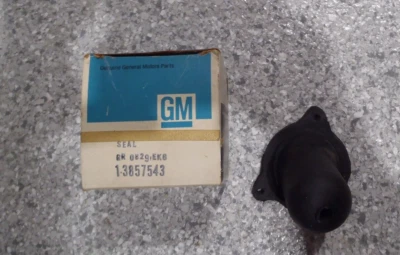 Genuine General Motors Parts
GM
SEAL
1-3857543